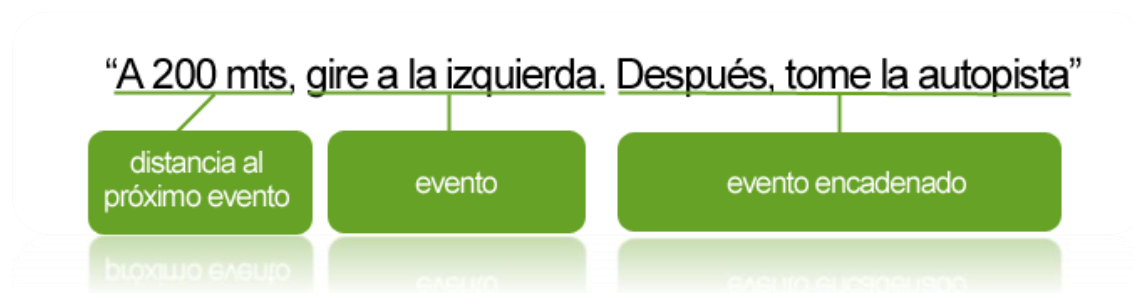 “A 200 mts, gire a la izquierda. Después, tome la autopista”
distancia al
próximo evento
evento
evento encadenado